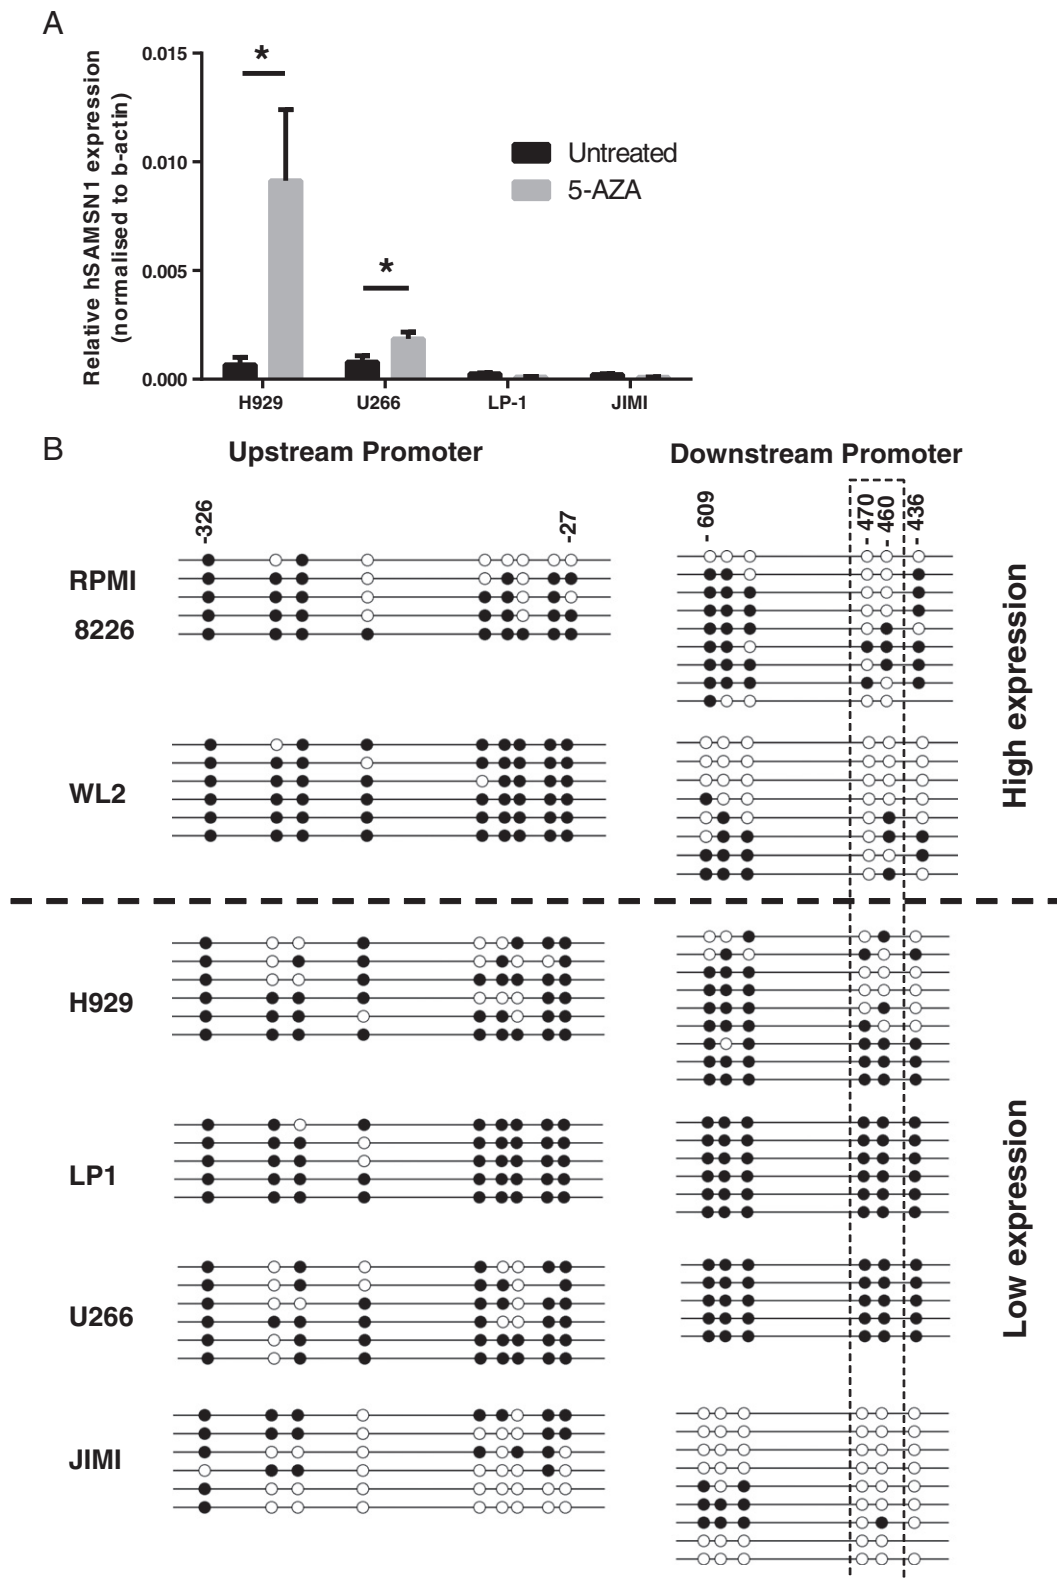 A
Relative hSAMSN1 expression
(normalised to b-actin)
0.015
0.010
0.005
0.000
*
*
Untreated
5-AZA
H929 U266 LP-1 JIMI
B
Upstream Promoter Downstream Promoter
-326 -27 -609 -470 -460 -436
RPMI
8226
WL2
High expression
H929
LP1
U266
JIMI
Low expression